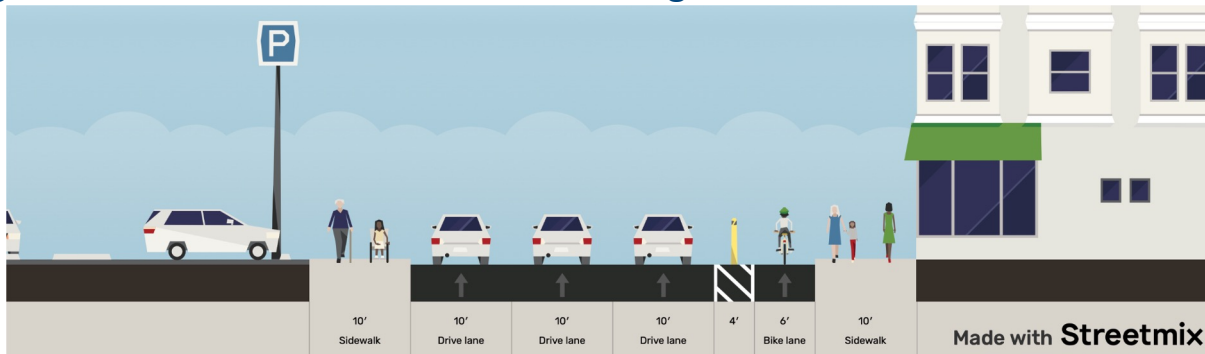 P
10' 10' 10' 10' 4' 6' 10'
Sidewalk Drive lane Drive lane Drive lane Bike lane Sidewalk
Made with Streetmix